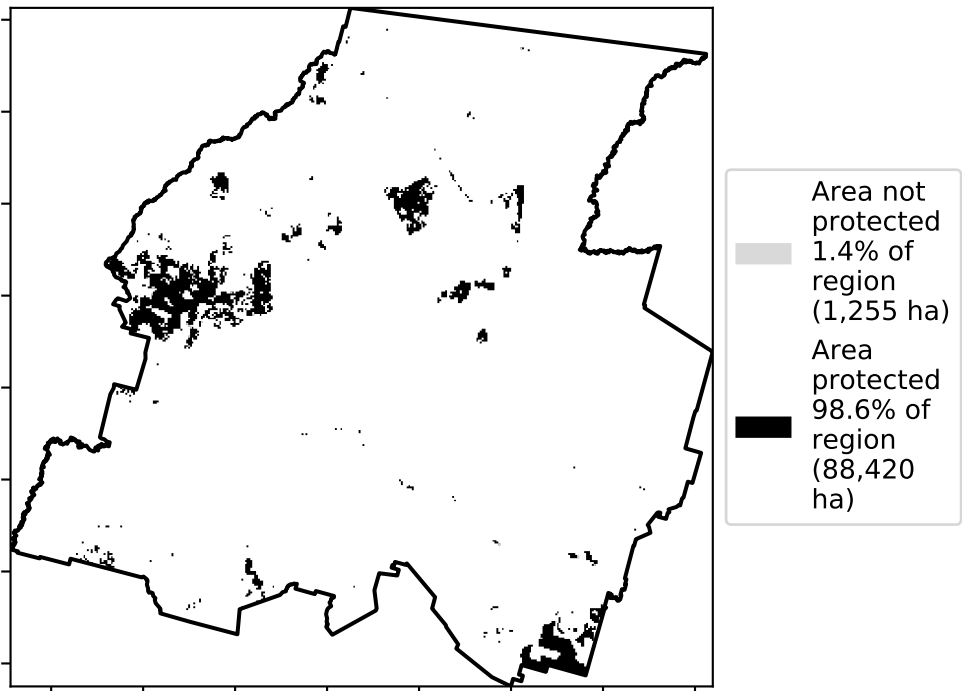 Area not
protected
1.4% of
region
(1,255 ha)
Area
protected
98.6% of
region
(88,420
ha)